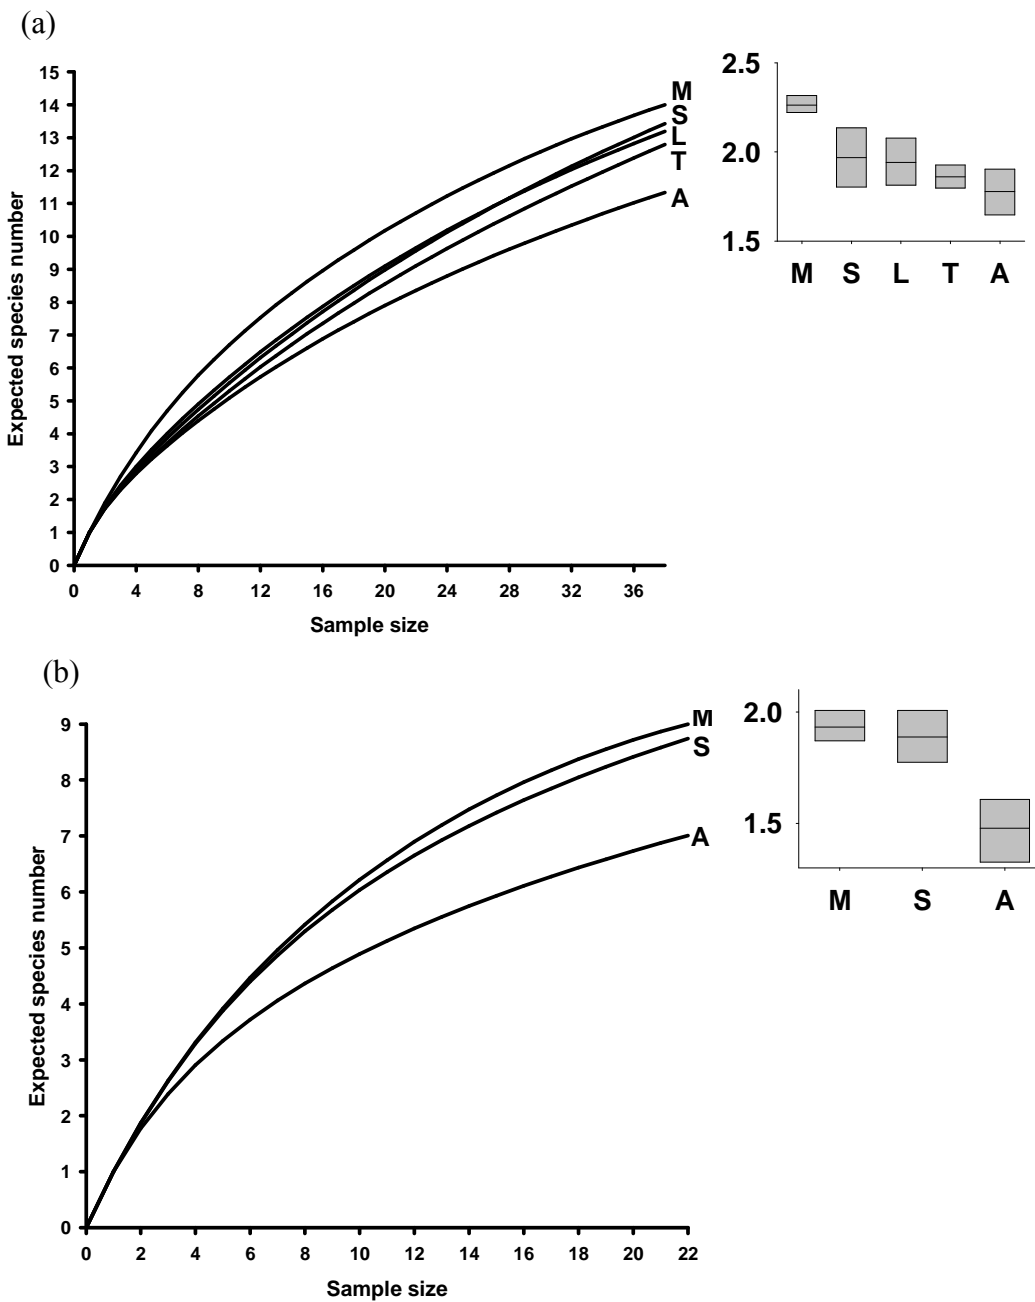 (a)
15
14
13
12
11
10
9
8
7
6
5
4
3
2
1
0
Expected species number
0 4 8 12 16 20 24 28 32 36
Sample size
M
S
L
T
A
2.5
2.0
1.5
M S L T A
(b)
9
8
7
6
5
4
3
2
1
0
Expected species number
0 2 4 6 8 10 12 14 16 18 20 22
Sample size
M
S
A
2.0
1.5
M S A